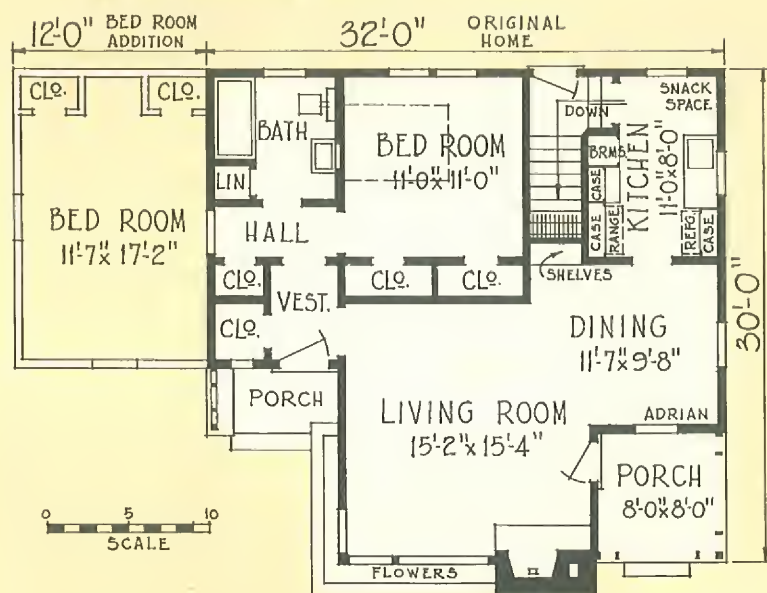 12'-0" BED ROOM ADDITION
32'-0" ORIGINAL HOME
CLO.
CLO.
BATH
LIN.
BED ROOM
11'-0"x11'-0"
DOWN
SNACK
SPACE
BRMS.
CASE
CASE
RANGE
KITCHEN
11'-0"x8'-0"
REFG.
CASE
BED ROOM
11'-7"x17'-2"
HALL
CLO.
CLO.
VEST.
CLO.
CLO.
SHELVES
DINING
11'-7"x9'-8"
30'-0"
PORCH
LIVING ROOM
15'-2"x15'-4"
ADRIAN
PORCH
8'-0"x8'-0"
0 5 10
SCALE
FLOWERS